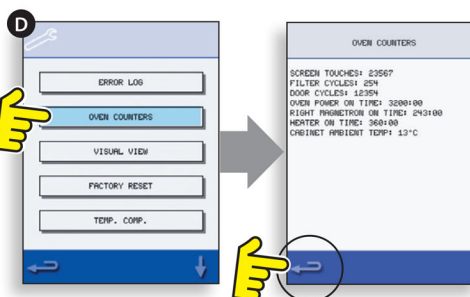 D
ERROR LOG
OVEN COUNTERS
VISUAL VIEW
FACTORY RESET
TEMP. COMP.
OVEN COUNTERS
SCREEN TOUCHES: 23567
FILTER CYCLES: 254
DOOR CYCLES: 12354
OVEN POWER ON TIME: 3200:00
RIGHT MAGNETRON ON TIME: 243:00
HEATER ON TIME: 360:00
CABINET AMBIENT TEMP: 13°C